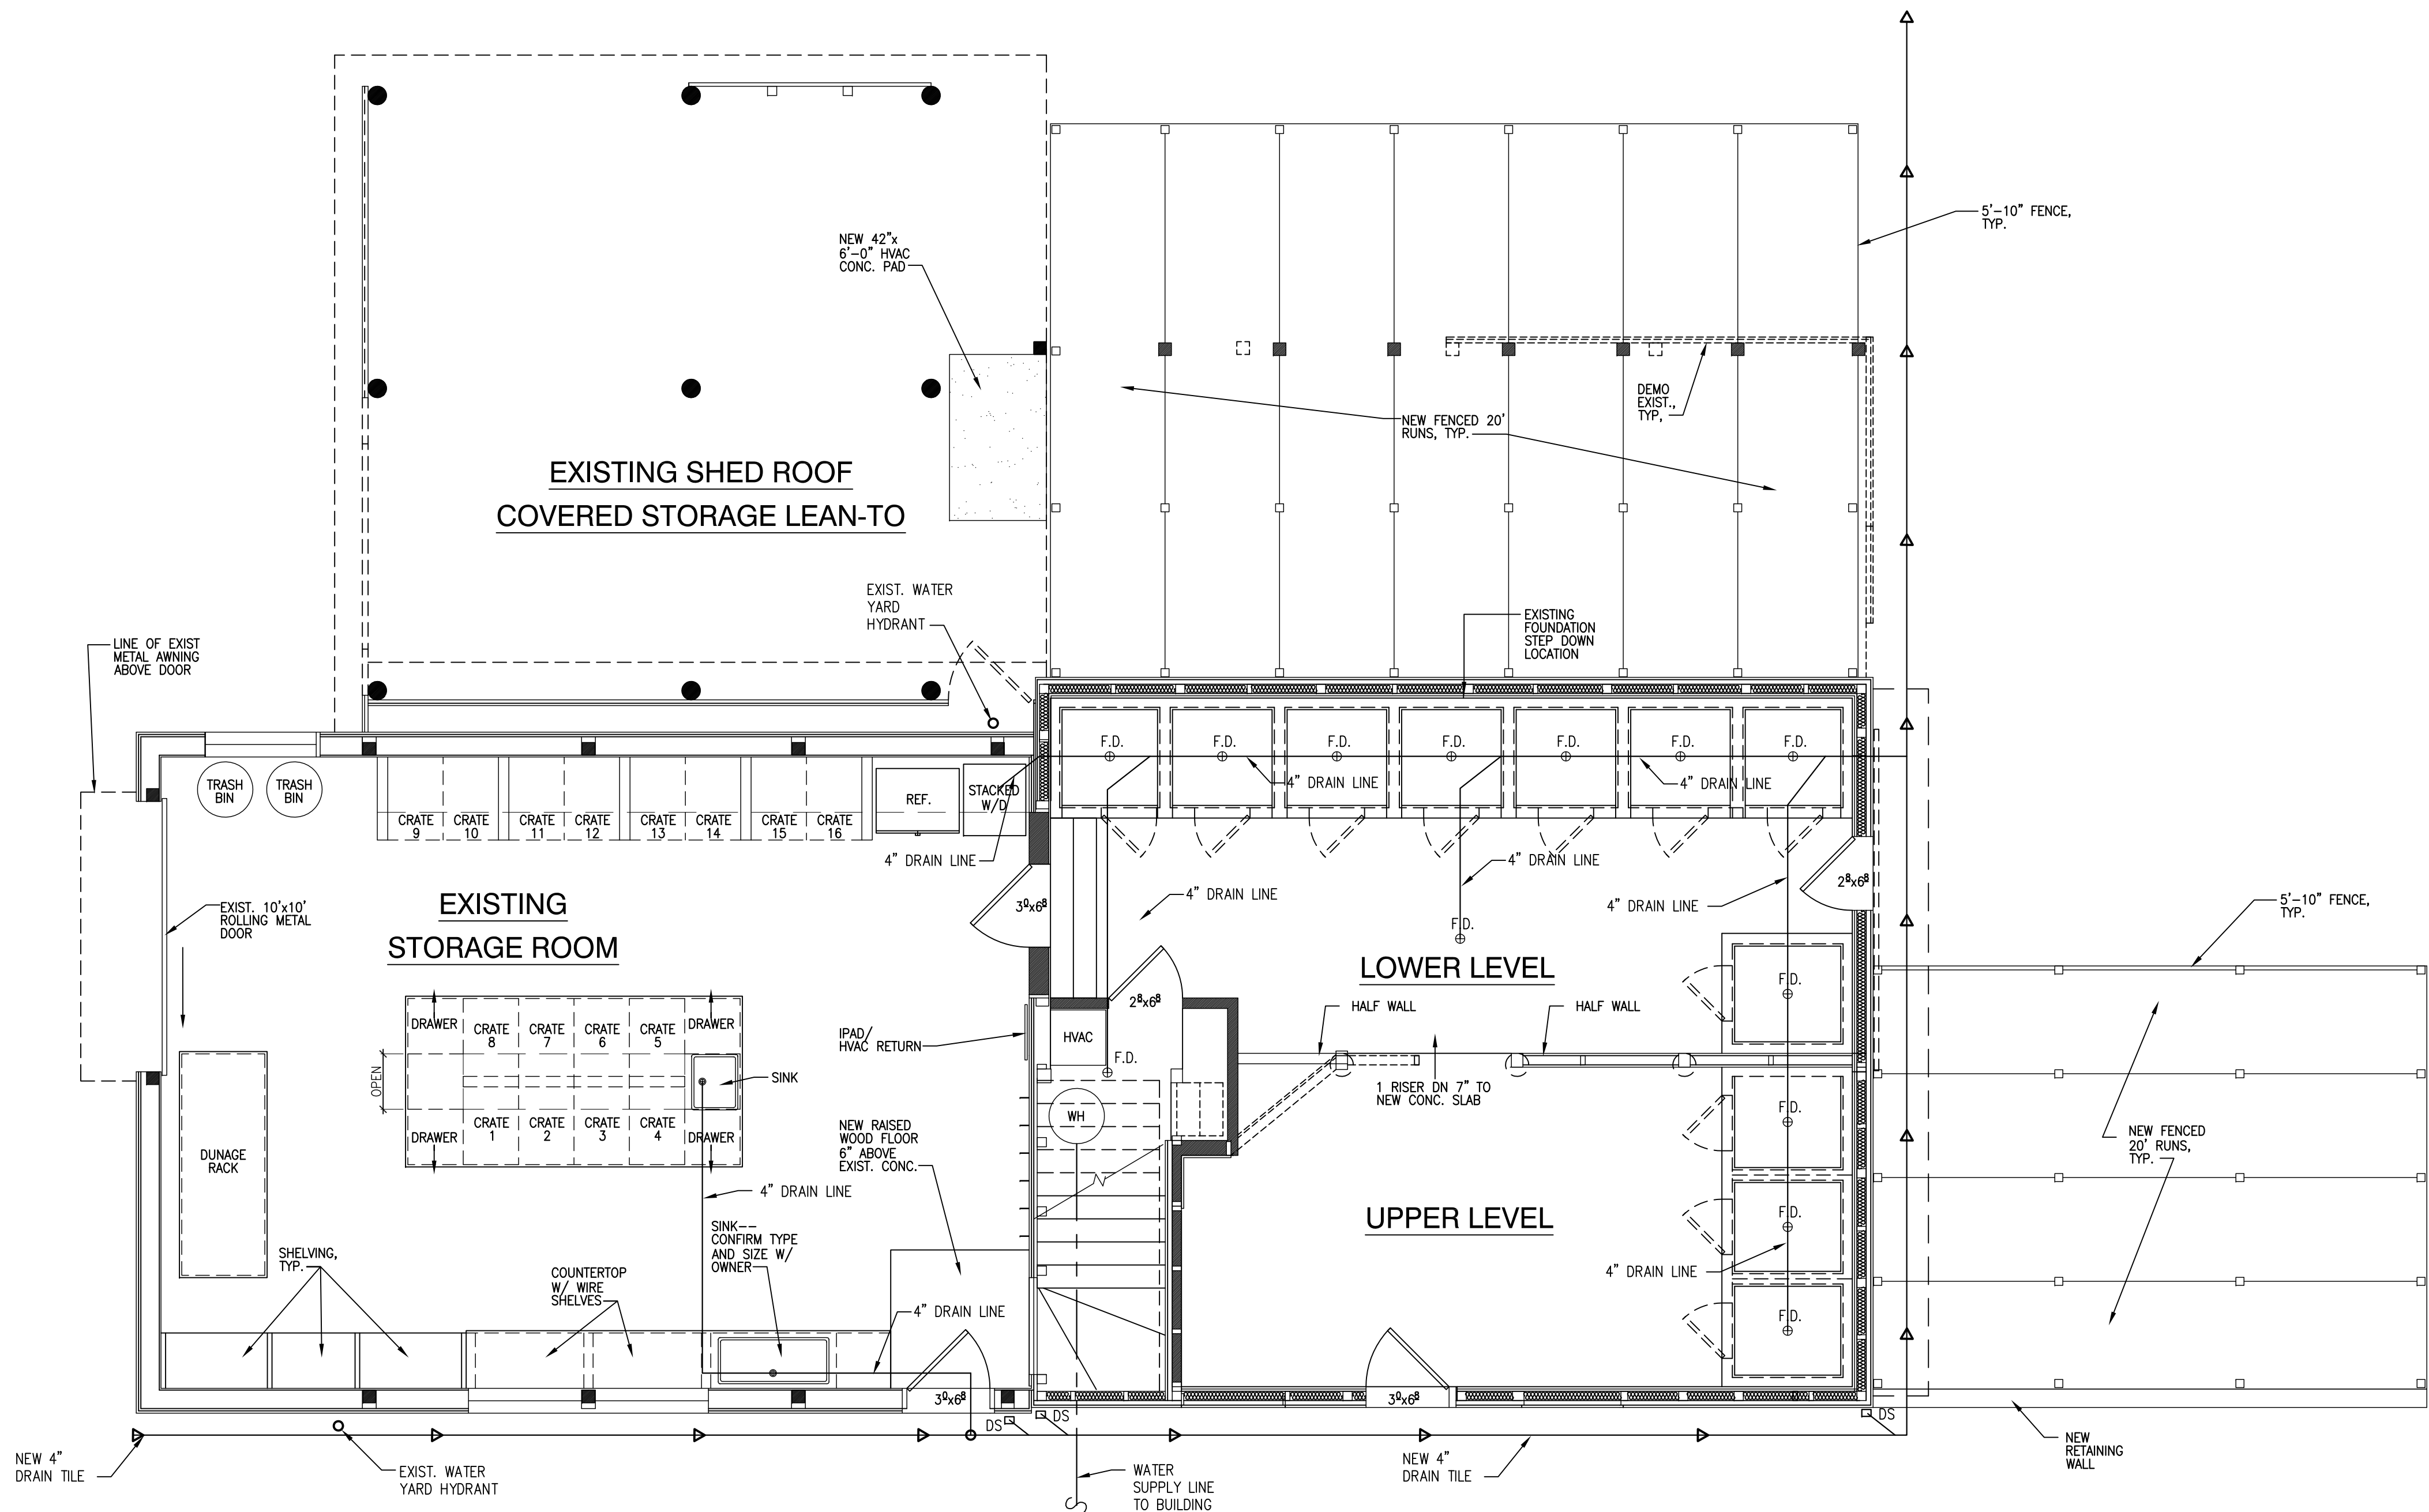 5'-10" FENCE,
TYP.
NEW 42"x
6'-0" HVAC
CONC. PAD
DEMO
EXIST.,
TYP,
NEW FENCED 20'
RUNS, TYP.
EXISTING SHED ROOF
COVERED STORAGE LEAN-TO
EXIST. WATER
YARD
HYDRANT
EXISTING
FOUNDATION
STEP DOWN
LOCATION
LINE OF EXIST
METAL AWNING
ABOVE DOOR
TRASH
BIN
TRASH
BIN
CRATE
9
CRATE
10
CRATE
11
CRATE
12
CRATE
13
CRATE
14
CRATE
15
CRATE
16
REF.
STACKED
W/D
F.D.
F.D.
F.D.
F.D.
F.D.
F.D.
F.D.
4" DRAIN LINE
4" DRAIN LINE
4" DRAIN LINE
4" DRAIN LINE
4" DRAIN LINE
4" DRAIN LINE
2⁸x6⁸
3⁰x6⁸
5'-10" FENCE,
TYP.
EXIST. 10'x10'
ROLLING METAL
DOOR
EXISTING
STORAGE ROOM
F.D.
LOWER LEVEL
F.D.
2⁸x6⁸
HALF WALL
HALF WALL
DRAWER
CRATE
8
CRATE
7
CRATE
6
CRATE
5
DRAWER
IPAD/
HVAC RETURN
HVAC
F.D.
OPEN
SINK
1 RISER DN 7" TO
NEW CONC. SLAB
WH
F.D.
DRAWER
CRATE
1
CRATE
2
CRATE
3
CRATE
4
DRAWER
NEW RAISED
WOOD FLOOR
6" ABOVE
EXIST. CONC.
NEW FENCED
20' RUNS,
TYP.
DUNAGE
RACK
4" DRAIN LINE
UPPER LEVEL
F.D.
SINK--
CONFIRM TYPE
AND SIZE W/
OWNER
SHELVING,
TYP.
COUNTERTOP
W/ WIRE
SHELVES
4" DRAIN LINE
4" DRAIN LINE
F.D.
3⁰x6⁸
3⁰x6⁸
DS
DS
DS
NEW 4"
DRAIN TILE
EXIST. WATER
YARD HYDRANT
WATER
SUPPLY LINE
TO BUILDING
NEW 4"
DRAIN TILE
NEW
RETAINING
WALL